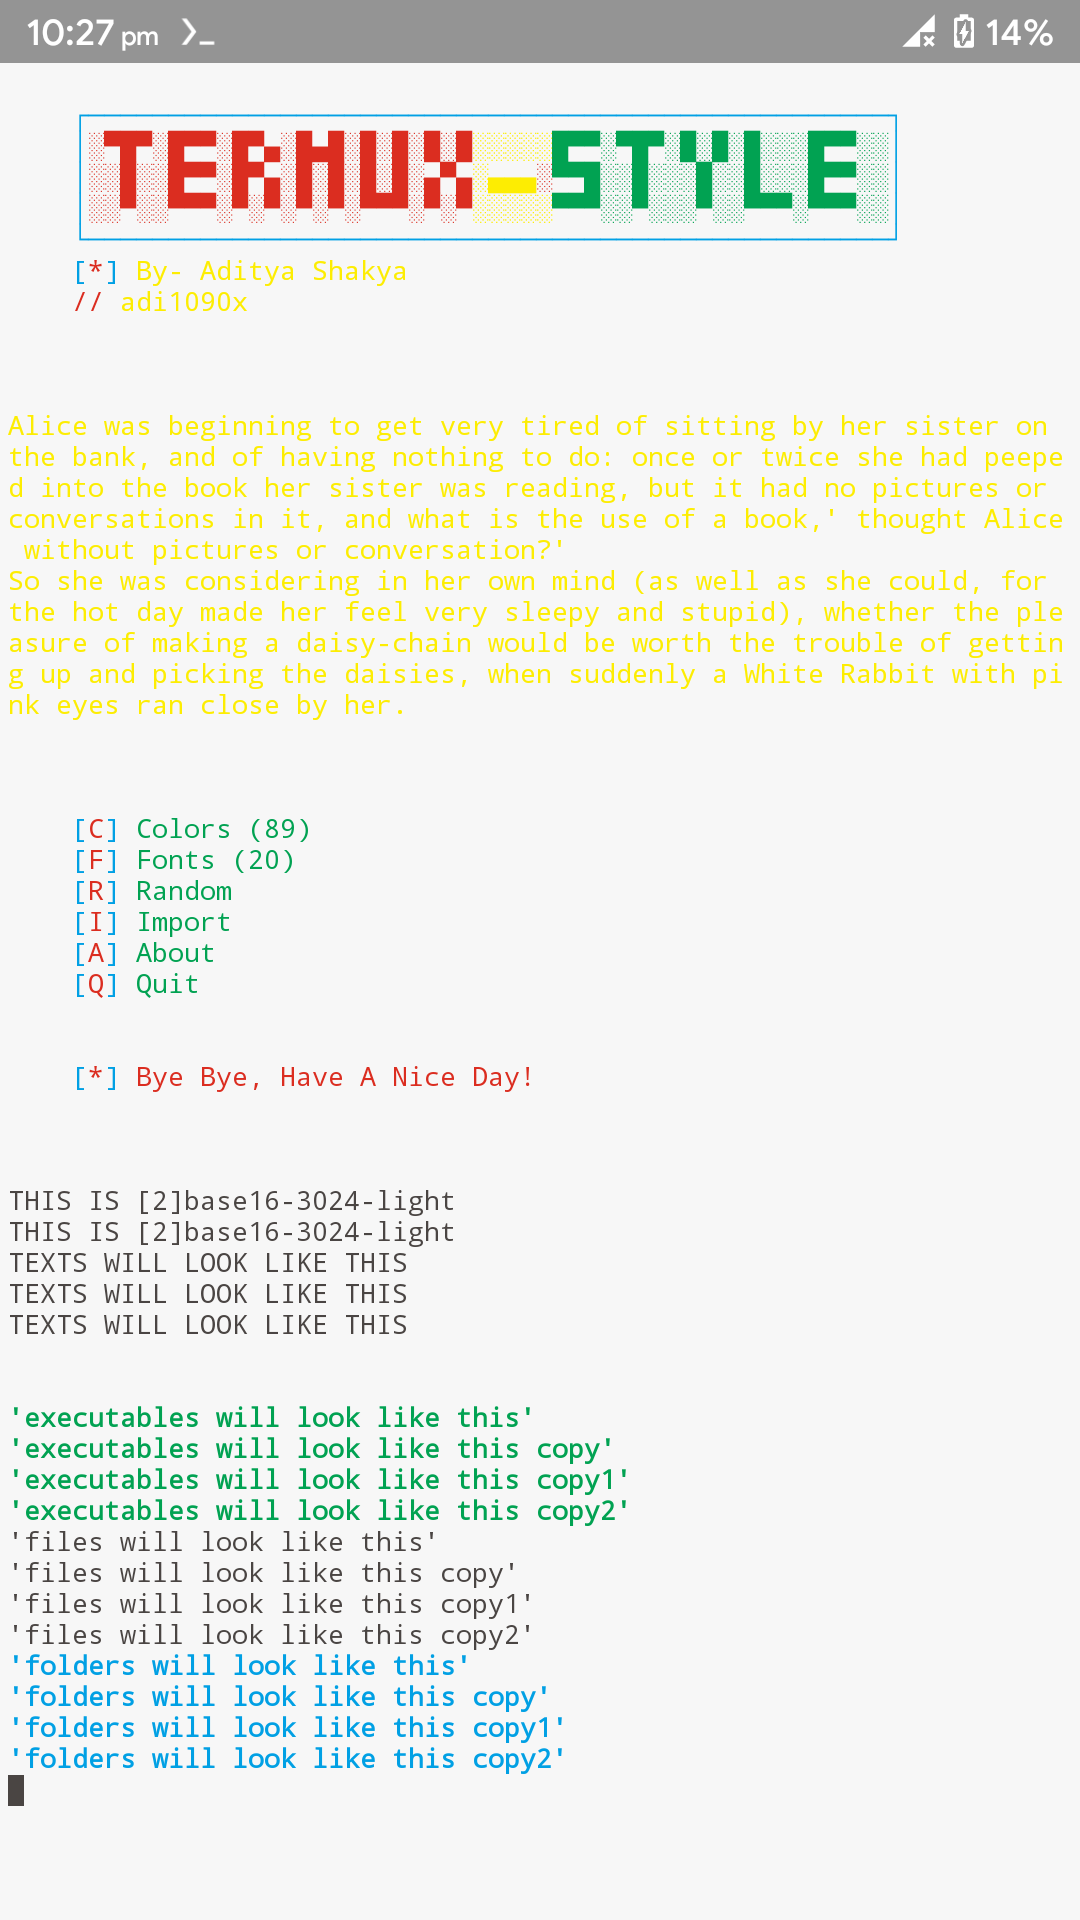 10:27 pm 14%
TERMUX-STYLE
[*] By- Aditya Shakya
// adi1090x
Alice was beginning to get very tired of sitting by her sister on
the bank, and of having nothing to do: once or twice she had peepe
d into the book her sister was reading, but it had no pictures or
conversations in it, and what is the use of a book,' thought Alice
without pictures or conversation?'
So she was considering in her own mind (as well as she could, for
the hot day made her feel very sleepy and stupid), whether the ple
asure of making a daisy-chain would be worth the trouble of gettin
g up and picking the daisies, when suddenly a White Rabbit with pi
nk eyes ran close by her.
[C] Colors (89)
[F] Fonts (20)
[R] Random
[I] Import
[A] About
[Q] Quit
[*] Bye Bye, Have A Nice Day!
THIS IS [2]base16-3024-light
THIS IS [2]base16-3024-light
TEXTS WILL LOOK LIKE THIS
TEXTS WILL LOOK LIKE THIS
TEXTS WILL LOOK LIKE THIS
'executables will look like this'
'executables will look like this copy'
'executables will look like this copy1'
'executables will look like this copy2'
'files will look like this'
'files will look like this copy'
'files will look like this copy1'
'files will look like this copy2'
'folders will look like this'
'folders will look like this copy'
'folders will look like this copy1'
'folders will look like this copy2'